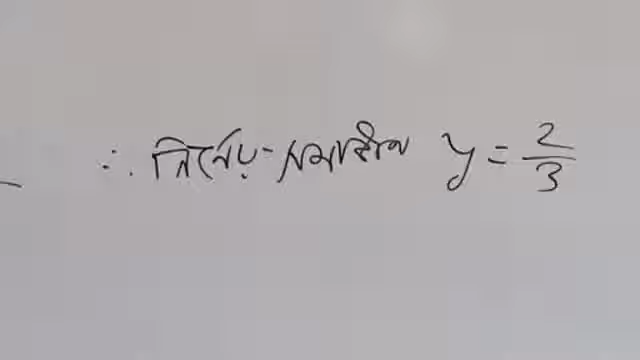 ∴ নির্ণেয় সমাধান y = 2/3